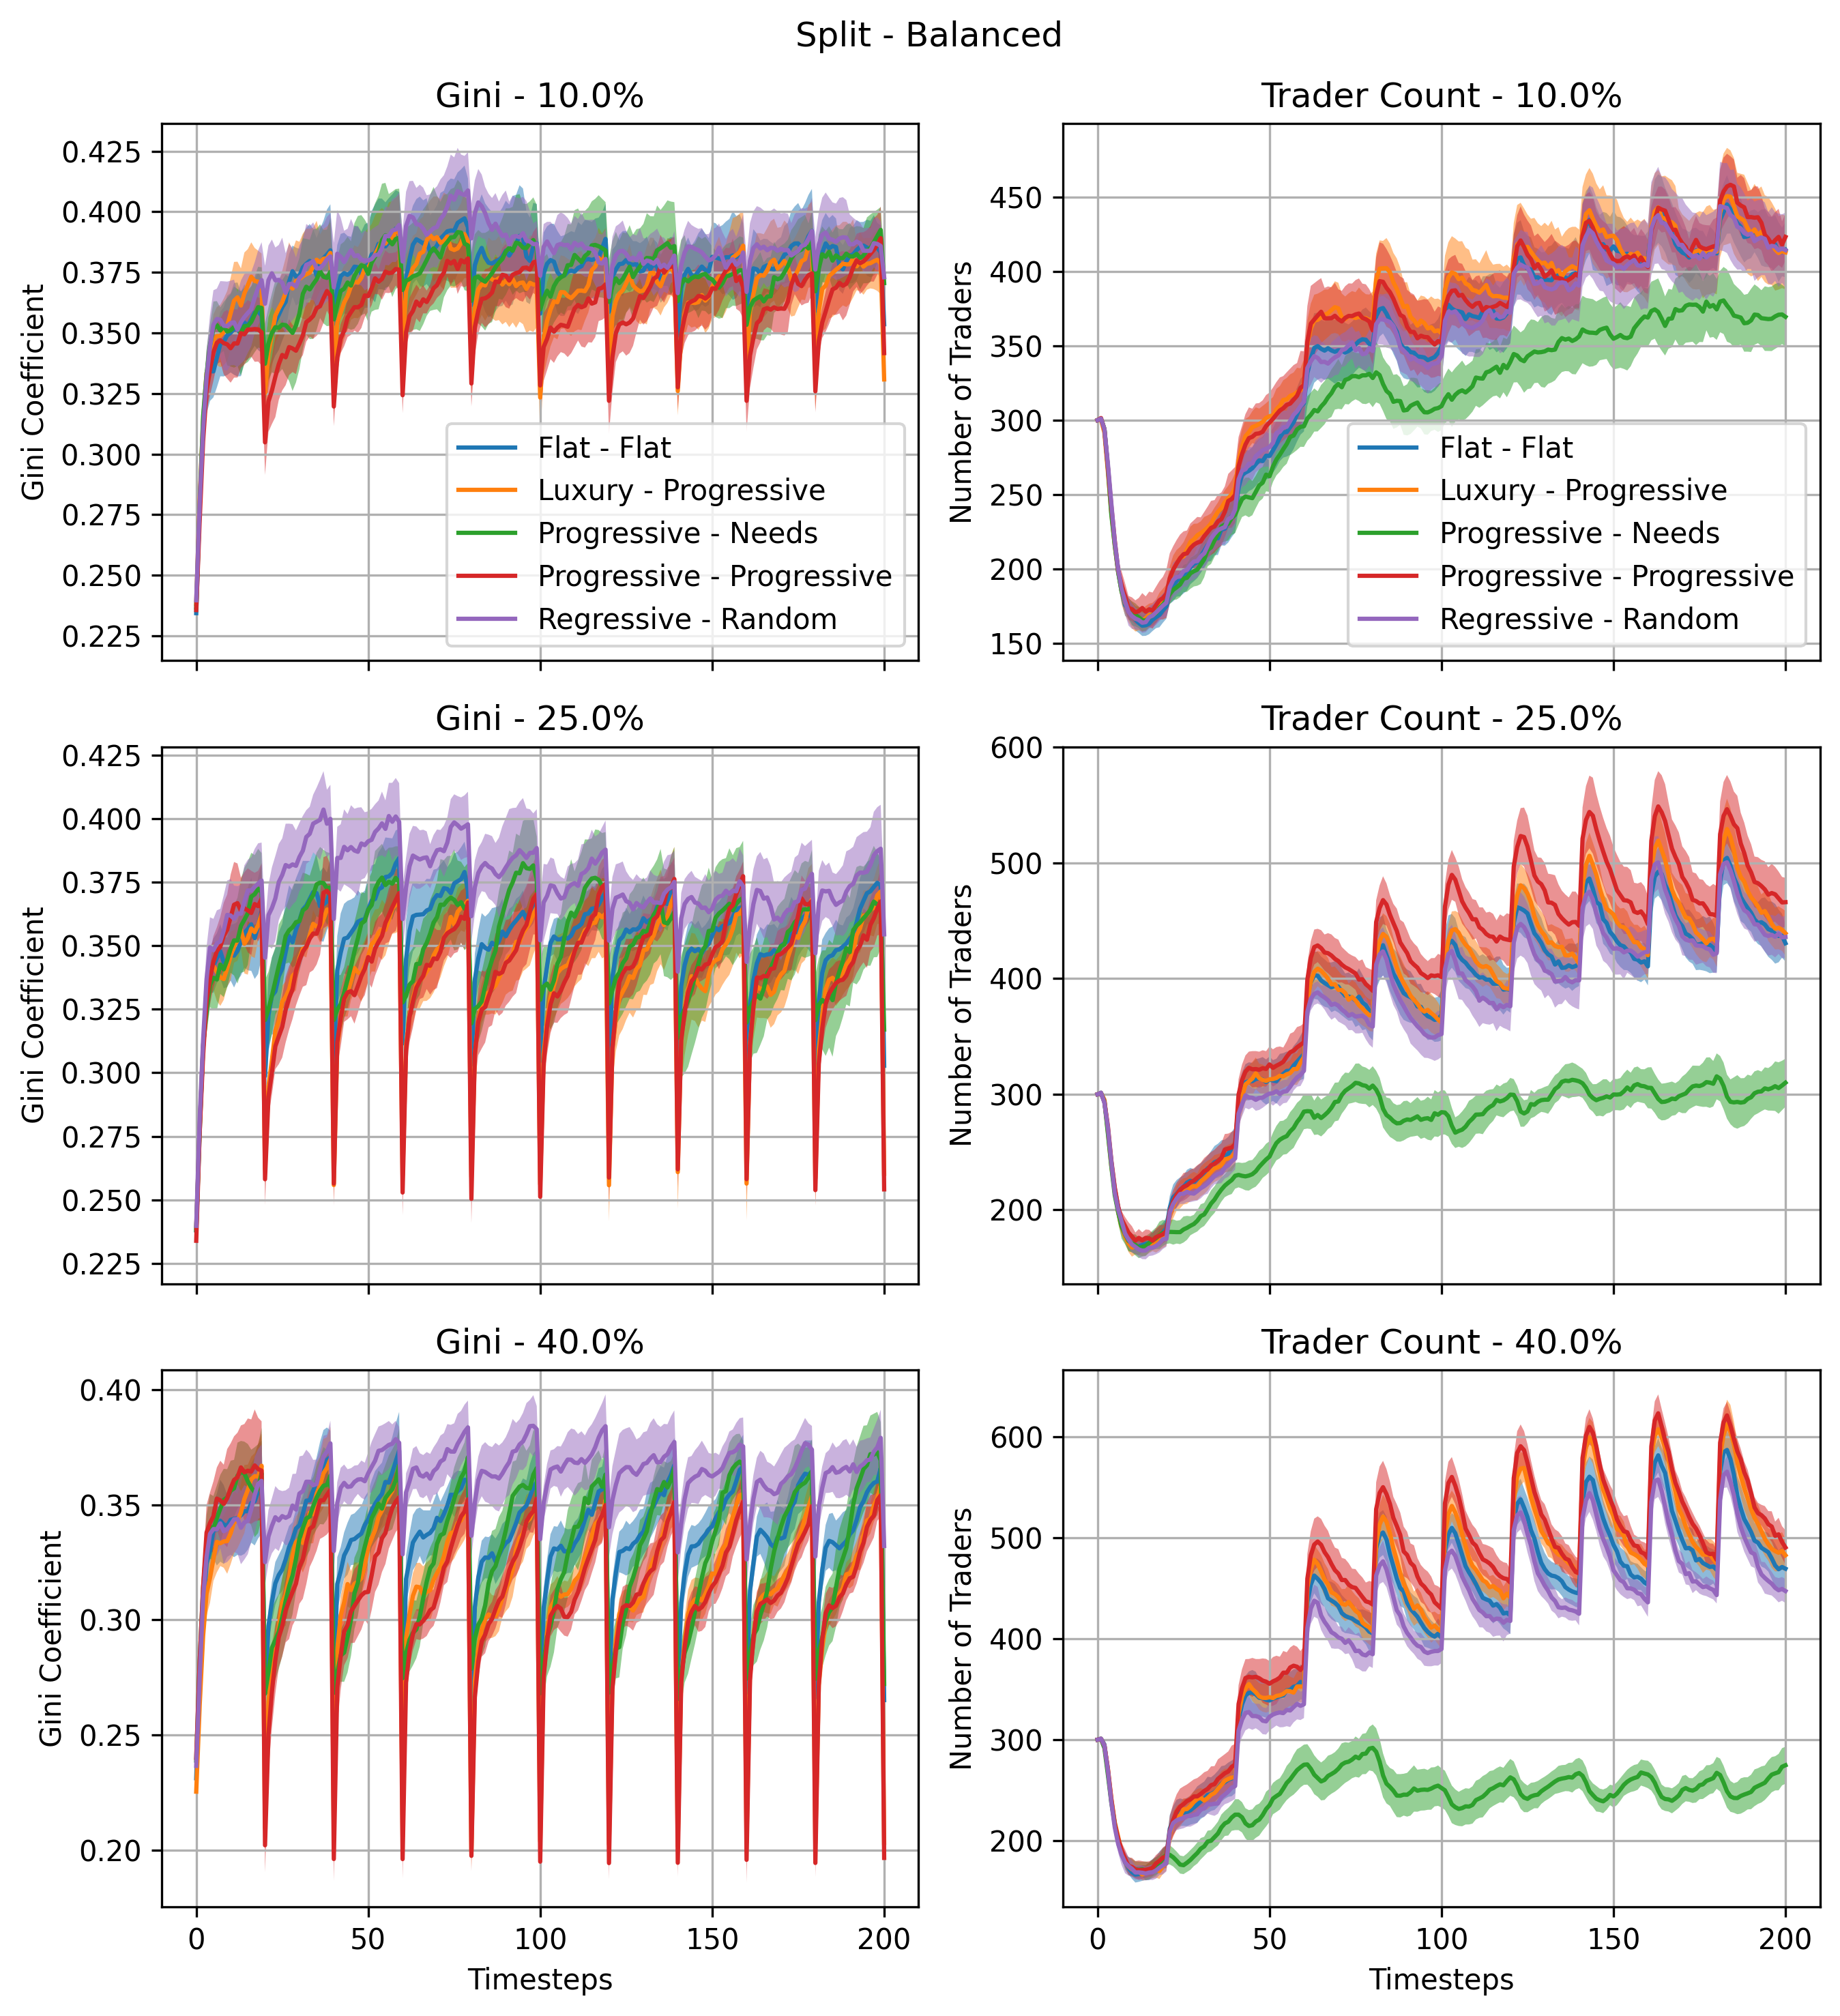 Split - Balanced
Gini - 10.0%
Trader Count - 10.0%
Gini Coefficient
0.425
0.400
0.375
0.350
0.325
0.300
0.275
0.250
0.225
Flat - Flat
Luxury - Progressive
Progressive - Needs
Progressive - Progressive
Regressive - Random
Number of Traders
450
400
350
300
250
200
150
Flat - Flat
Luxury - Progressive
Progressive - Needs
Progressive - Progressive
Regressive - Random
Gini - 25.0%
Trader Count - 25.0%
Gini Coefficient
0.425
0.400
0.375
0.350
0.325
0.300
0.275
0.250
0.225
Number of Traders
600
500
400
300
200
Gini - 40.0%
Trader Count - 40.0%
Gini Coefficient
0.40
0.35
0.30
0.25
0.20
0 50 100 150 200
Timesteps
Number of Traders
600
500
400
300
200
0 50 100 150 200
Timesteps